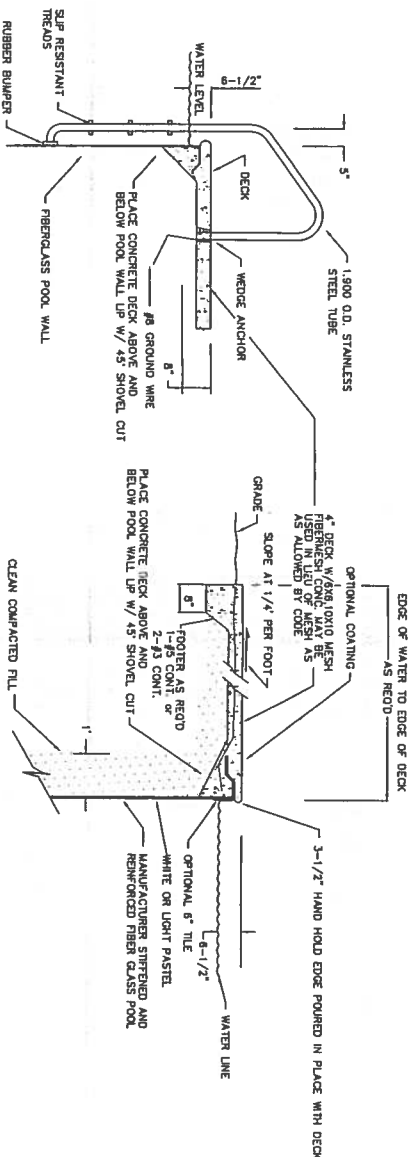 6-1/2"
5"
1.900 O.D. STAINLESS
STEEL TUBE
WATER LEVEL
DECK
WEDGE ANCHOR
SLIP RESISTANT
TREADS
RUBBER BUMPER
FIBERGLASS POOL WALL
PLACE CONCRETE DECK ABOVE AND
BELOW POOL WALL UP W/ 45° SHOVEL CUT
#8 GROUND WIRE
8"
EDGE OF WATER TO EDGE OF DECK
AS REQ'D
3-1/2" HAND HOLD EDGE POURED IN PLACE WITH DECK
OPTIONAL COATING
4" DECK W/6X6,10X10 MESH
FIBERMESH CONC. MAY BE
USED IN LIEU OF MESH AS
AS ALLOWED BY CODE
SLOPE AT 1/4" PER FOOT
GRADE
8"
FOOTER AS REQ'D
1-#5 CONT. or
2-#3 CONT.
PLACE CONCRETE DECK ABOVE AND
BELOW POOL WALL UP W/ 45° SHOVEL CUT
1'
CLEAN COMPACTED FILL
6-1/2"
WATER LINE
OPTIONAL 6" TILE
WHITE OR LIGHT PASTEL
MANUFACTURER STIFFENED AND
REINFORCED FIBER GLASS POOL